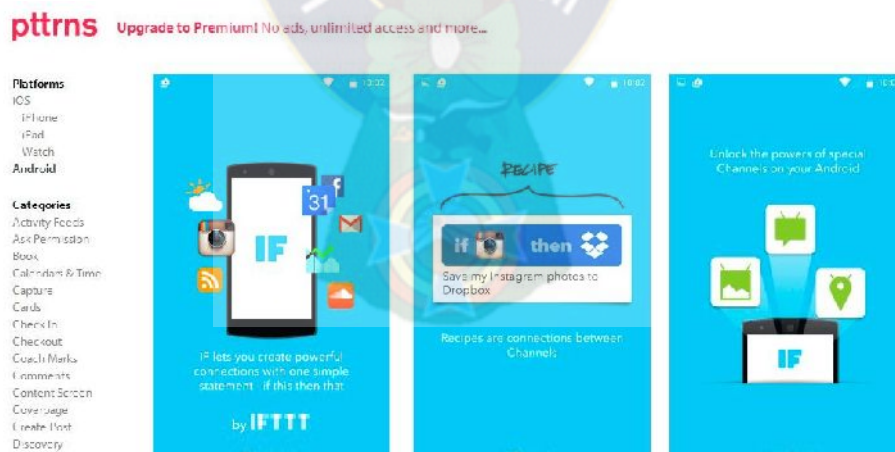 pttrns
Upgrade to Premium! No ads, unlimited access and more...
Platforms
iOS
iPhone
iPad
Watch
Android
Categories
Activity Feeds
Ask Permission
Book
Calendars & Time
Capture
Cards
Check In
Checkout
Coach Marks
Comments
Content Screen
Coverpage
Create Post
Discovery
31
IF
IF lets you create powerful
connections with one simple
statement - if this then that
by IFTTT
10:02
RECIPE
if then
Save my Instagram photos to
Dropbox
Recipes are connections between
Channels
Unlock the powers of special
Channels on your Android
IF